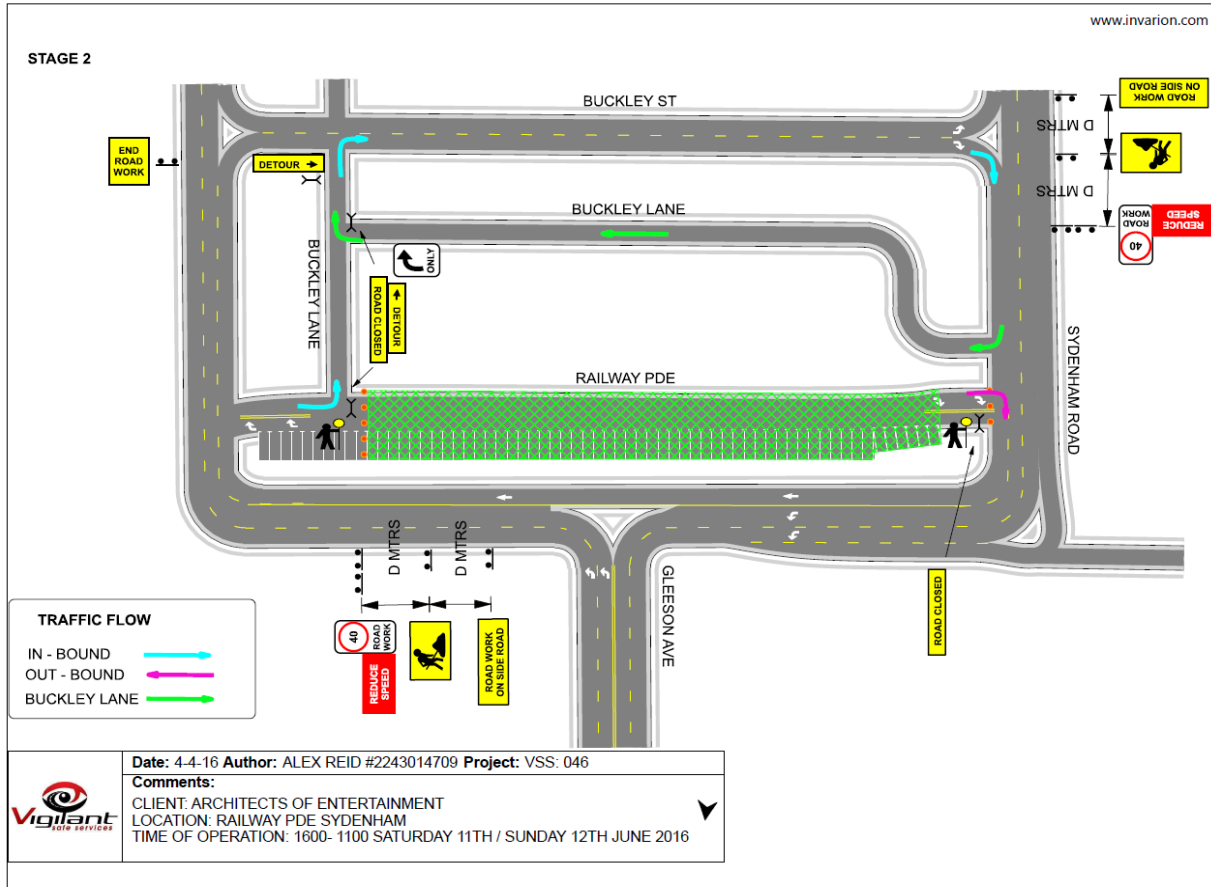 www.invarion.com
STAGE 2
BUCKLEY ST
ROAD WORK
ON SIDE ROAD
D MTRS
END
ROAD
WORK
DETOUR
D MTRS
BUCKLEY LANE
ROAD
WORK
40
REDUCE
SPEED
ONLY
BUCKLEY LANE
ROAD CLOSED
DETOUR
SYDENHAM ROAD
RAILWAY PDE
D MTRS
D MTRS
GLEESON AVE
ROAD CLOSED
40
ROAD
WORK
REDUCE
SPEED
ROAD WORK
ON SIDE ROAD
TRAFFIC FLOW
IN - BOUND
OUT - BOUND
BUCKLEY LANE
Vigilant
safe services
Date: 4-4-16 Author: ALEX REID #2243014709 Project: VSS: 046
Comments:
CLIENT: ARCHITECTS OF ENTERTAINMENT
LOCATION: RAILWAY PDE SYDENHAM
TIME OF OPERATION: 1600- 1100 SATURDAY 11TH / SUNDAY 12TH JUNE 2016